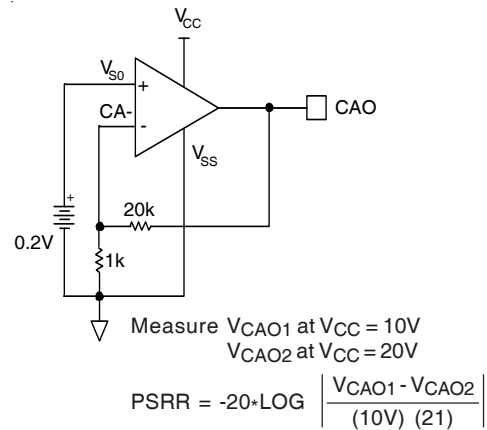 VCC
VS0
+
CA-
-
CAO
VSS
+
20k
0.2V
1k
Measure VCAO1 at VCC = 10V
VCAO2 at VCC = 20V
PSRR = -20*LOG | VCAO1 - VCAO2 |
(10V) (21)